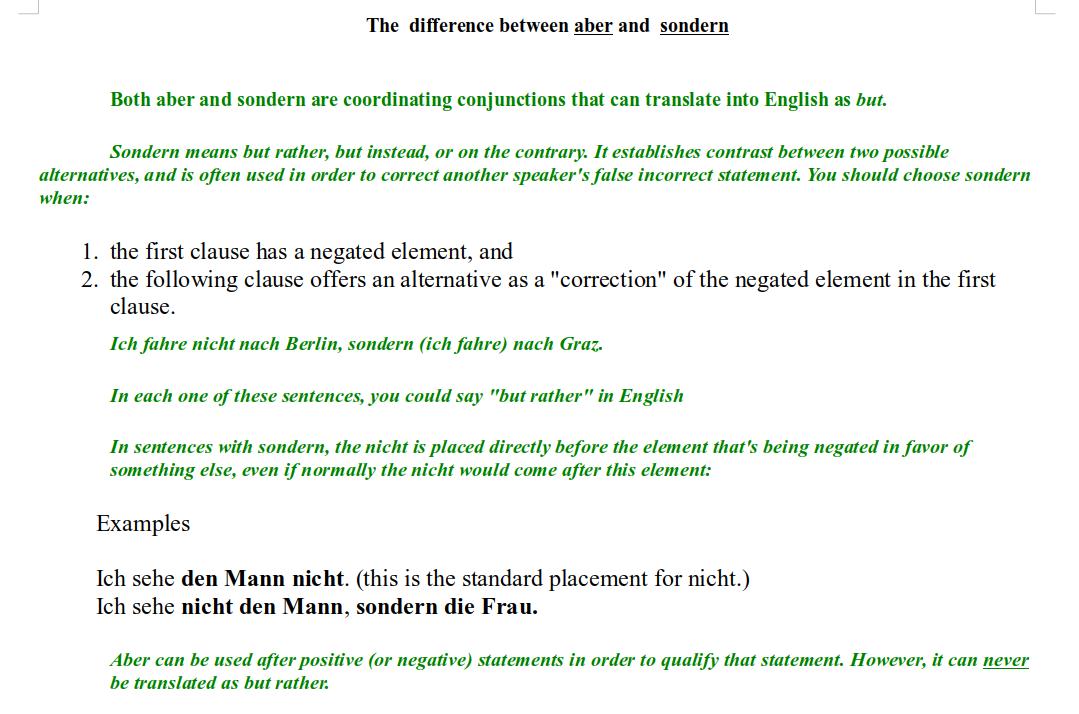 The difference between aber and sondern
Both aber and sondern are coordinating conjunctions that can translate into English as but.
Sondern means but rather, but instead, or on the contrary. It establishes contrast between two possible
alternatives, and is often used in order to correct another speaker's false incorrect statement. You should choose sondern
when:
1. the first clause has a negated element, and
2. the following clause offers an alternative as a "correction" of the negated element in the first
clause.
Ich fahre nicht nach Berlin, sondern (ich fahre) nach Graz.
In each one of these sentences, you could say "but rather" in English
In sentences with sondern, the nicht is placed directly before the element that's being negated in favor of
something else, even if normally the nicht would come after this element:
Examples
Ich sehe den Mann nicht. (this is the standard placement for nicht.)
Ich sehe nicht den Mann, sondern die Frau.
Aber can be used after positive (or negative) statements in order to qualify that statement. However, it can never
be translated as but rather.